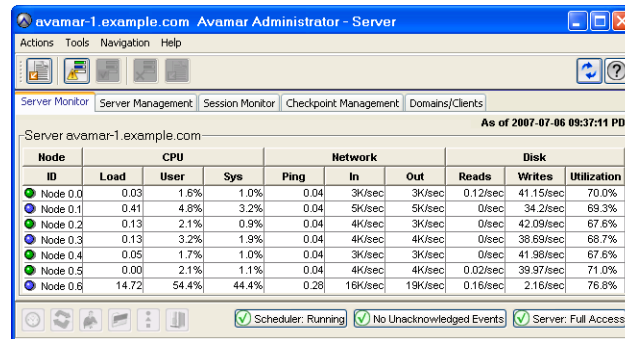 avamar-1.example.com Avamar Administrator - Server
Actions Tools Navigation Help
Server Monitor Server Management Session Monitor Checkpoint Management Domains/Clients
As of 2007-07-06 09:37:11 PD
Server avamar-1.example.com
Node CPU Network Disk
ID Load User Sys Ping In Out Reads Writes Utilization
Node 0.0 0.03 1.6% 1.0% 0.04 3K/sec 3K/sec 0.12/sec 41.15/sec 70.0%
Node 0.1 0.41 4.8% 3.2% 0.04 5K/sec 5K/sec 0/sec 34.2/sec 69.3%
Node 0.2 0.13 2.1% 0.9% 0.04 4K/sec 3K/sec 0/sec 42.09/sec 67.6%
Node 0.3 0.13 3.2% 1.9% 0.04 4K/sec 4K/sec 0/sec 38.69/sec 68.7%
Node 0.4 0.05 1.7% 1.0% 0.04 3K/sec 3K/sec 0/sec 41.98/sec 67.6%
Node 0.5 0.00 2.1% 1.1% 0.04 4K/sec 4K/sec 0.02/sec 39.97/sec 71.0%
Node 0.6 14.72 54.4% 44.4% 0.28 16K/sec 19K/sec 0.16/sec 2.16/sec 76.8%
Scheduler: Running No Unacknowledged Events Server: Full Access